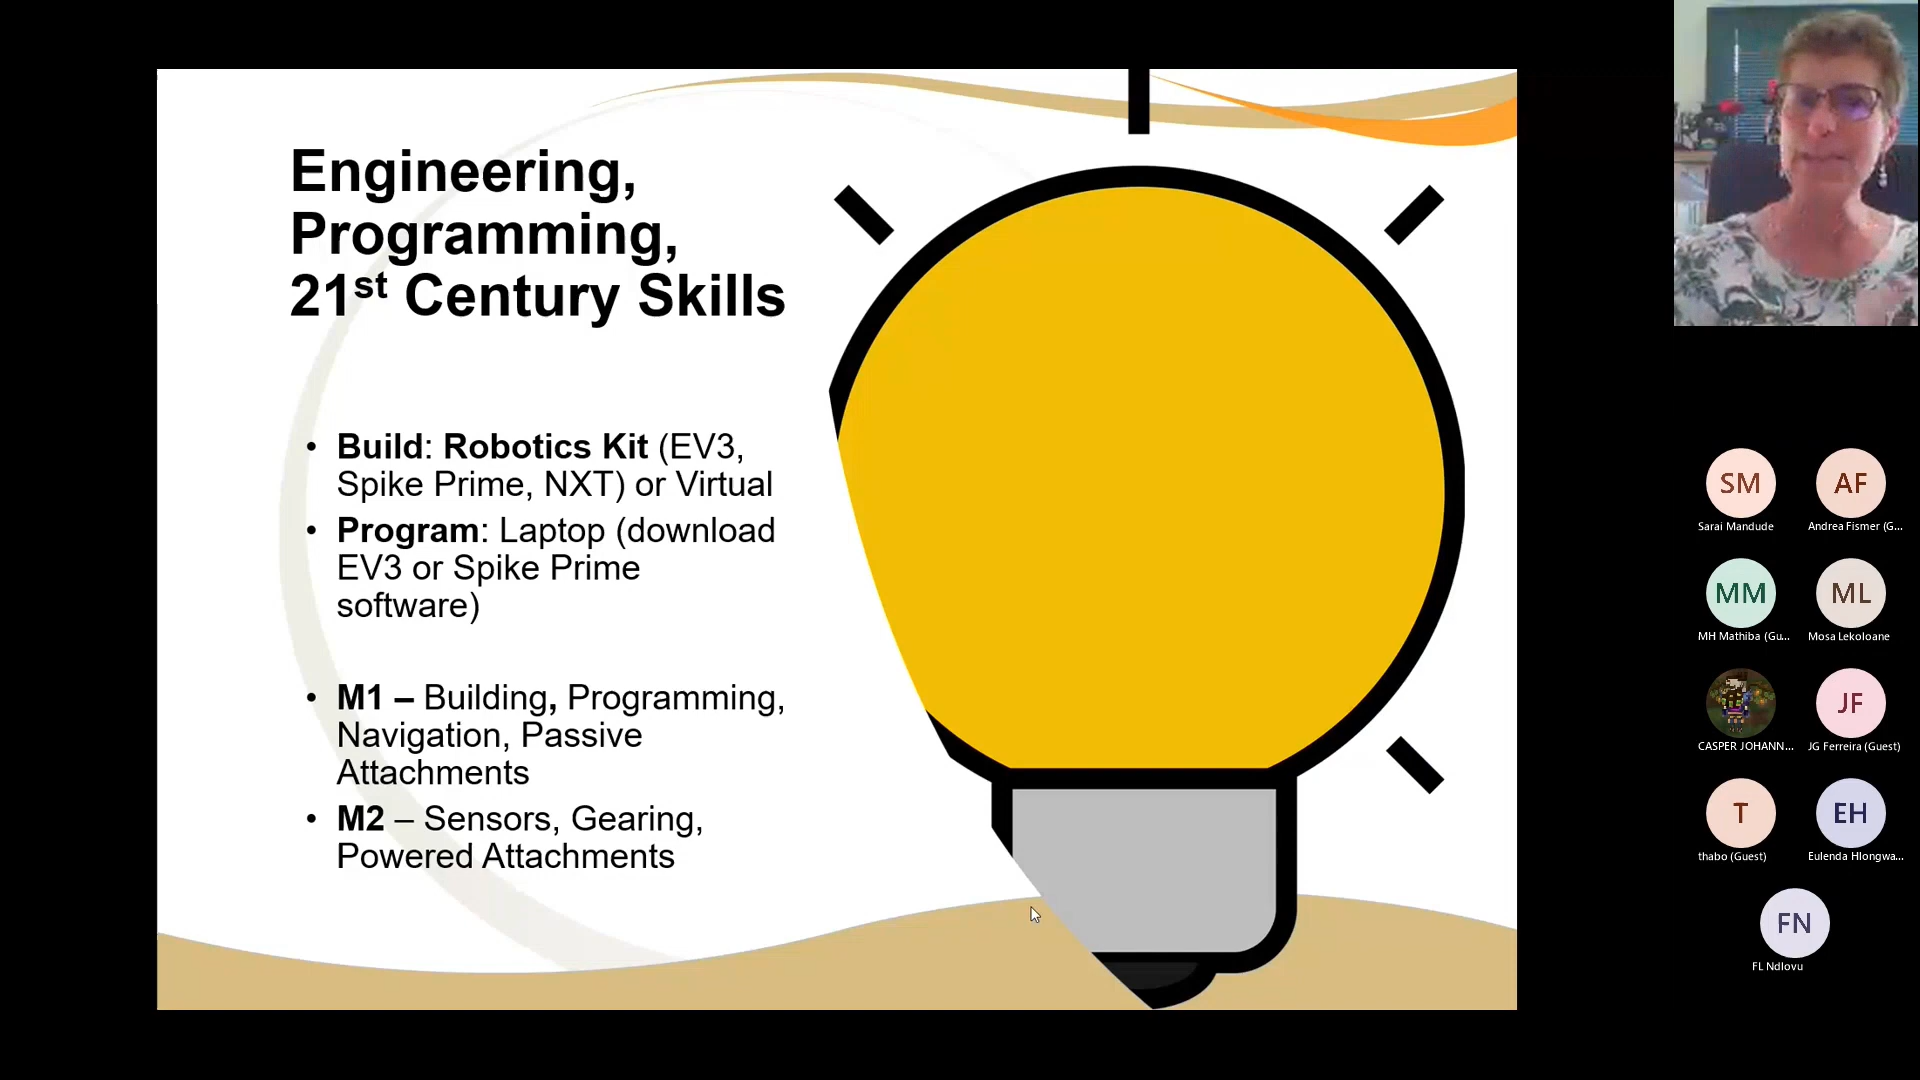 Engineering,
Programming,
21st Century Skills
• Build: Robotics Kit (EV3,
Spike Prime, NXT) or Virtual
• Program: Laptop (download
EV3 or Spike Prime
software)
• M1 – Building, Programming,
Navigation, Passive
Attachments
• M2 – Sensors, Gearing,
Powered Attachments
SM
Sarai Mandude
AF
Andrea Fismer (G...
MM
MH Mathiba (Gu...
ML
Mosa Lekoloane
CASPER JOHANN...
JF
JG Ferreira (Guest)
T
thabo (Guest)
EH
Eulenda Hlongwa...
FN
FL Ndlovu